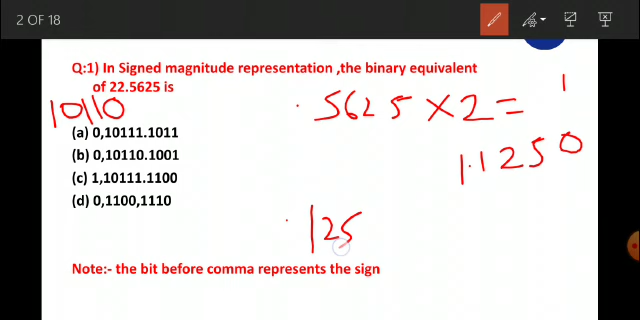 2 OF 18
Q:1) In Signed magnitude representation ,the binary equivalent
of 22.5625 is
10110
.5625 × 2 = 1
1.1250
(a) 0,10111.1011
(b) 0,10110.1001
(c) 1,10111.1100
(d) 0,1100,1110
.125
Note:- the bit before comma represents the sign